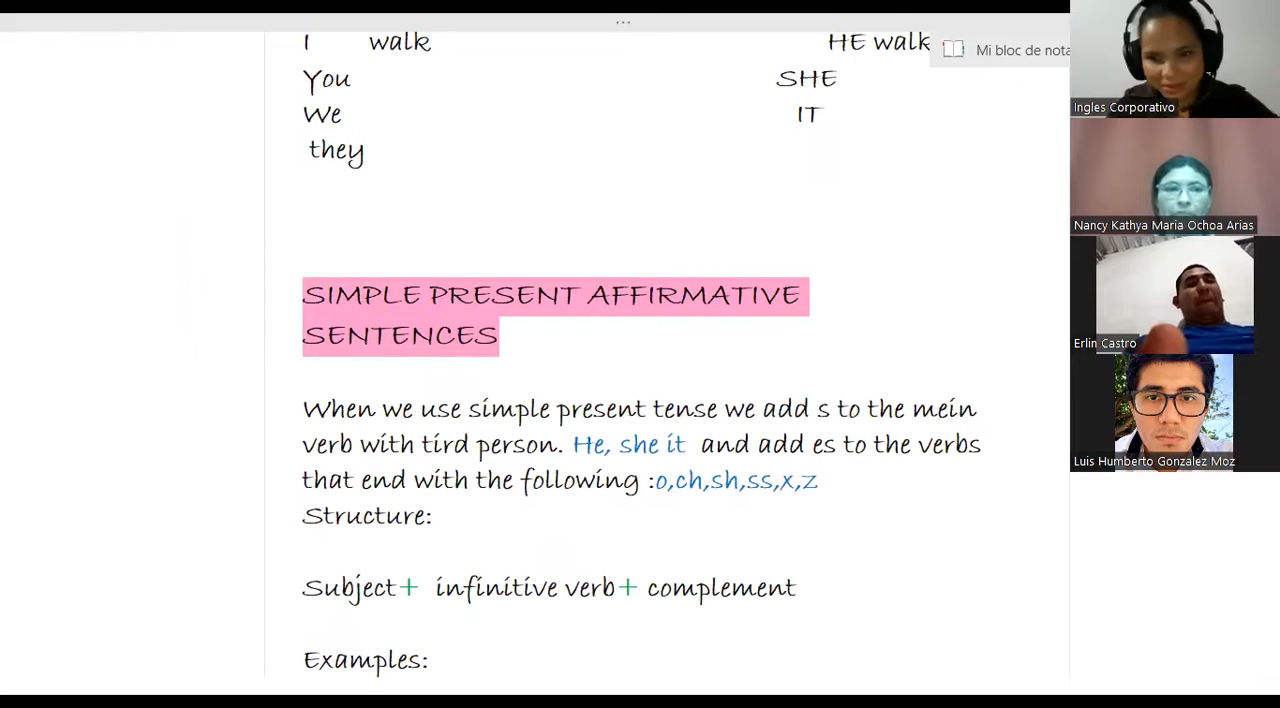 ...
I walk HE walk
Mi bloc de nota
You SHE
We IT
they
SIMPLE PRESENT AFFIRMATIVE
SENTENCES
When we use simple present tense we add s to the mein
verb with tird person. He, she it and add es to the verbs
that end with the following :o,ch,sh,ss,x,z
Structure:
Subject+ infinitive verb+ complement
Examples:
Ingles Corporativo
Nancy Kathya Maria Ochoa Arias
Erlin Castro
Luis Humberto Gonzalez Moz